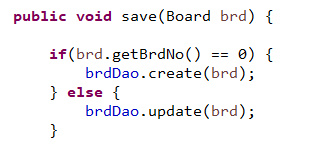 public void save(Board brd) {
if(brd.getBrdNo() == 0) {
brdDao.create(brd);
} else {
brdDao.update(brd);
}